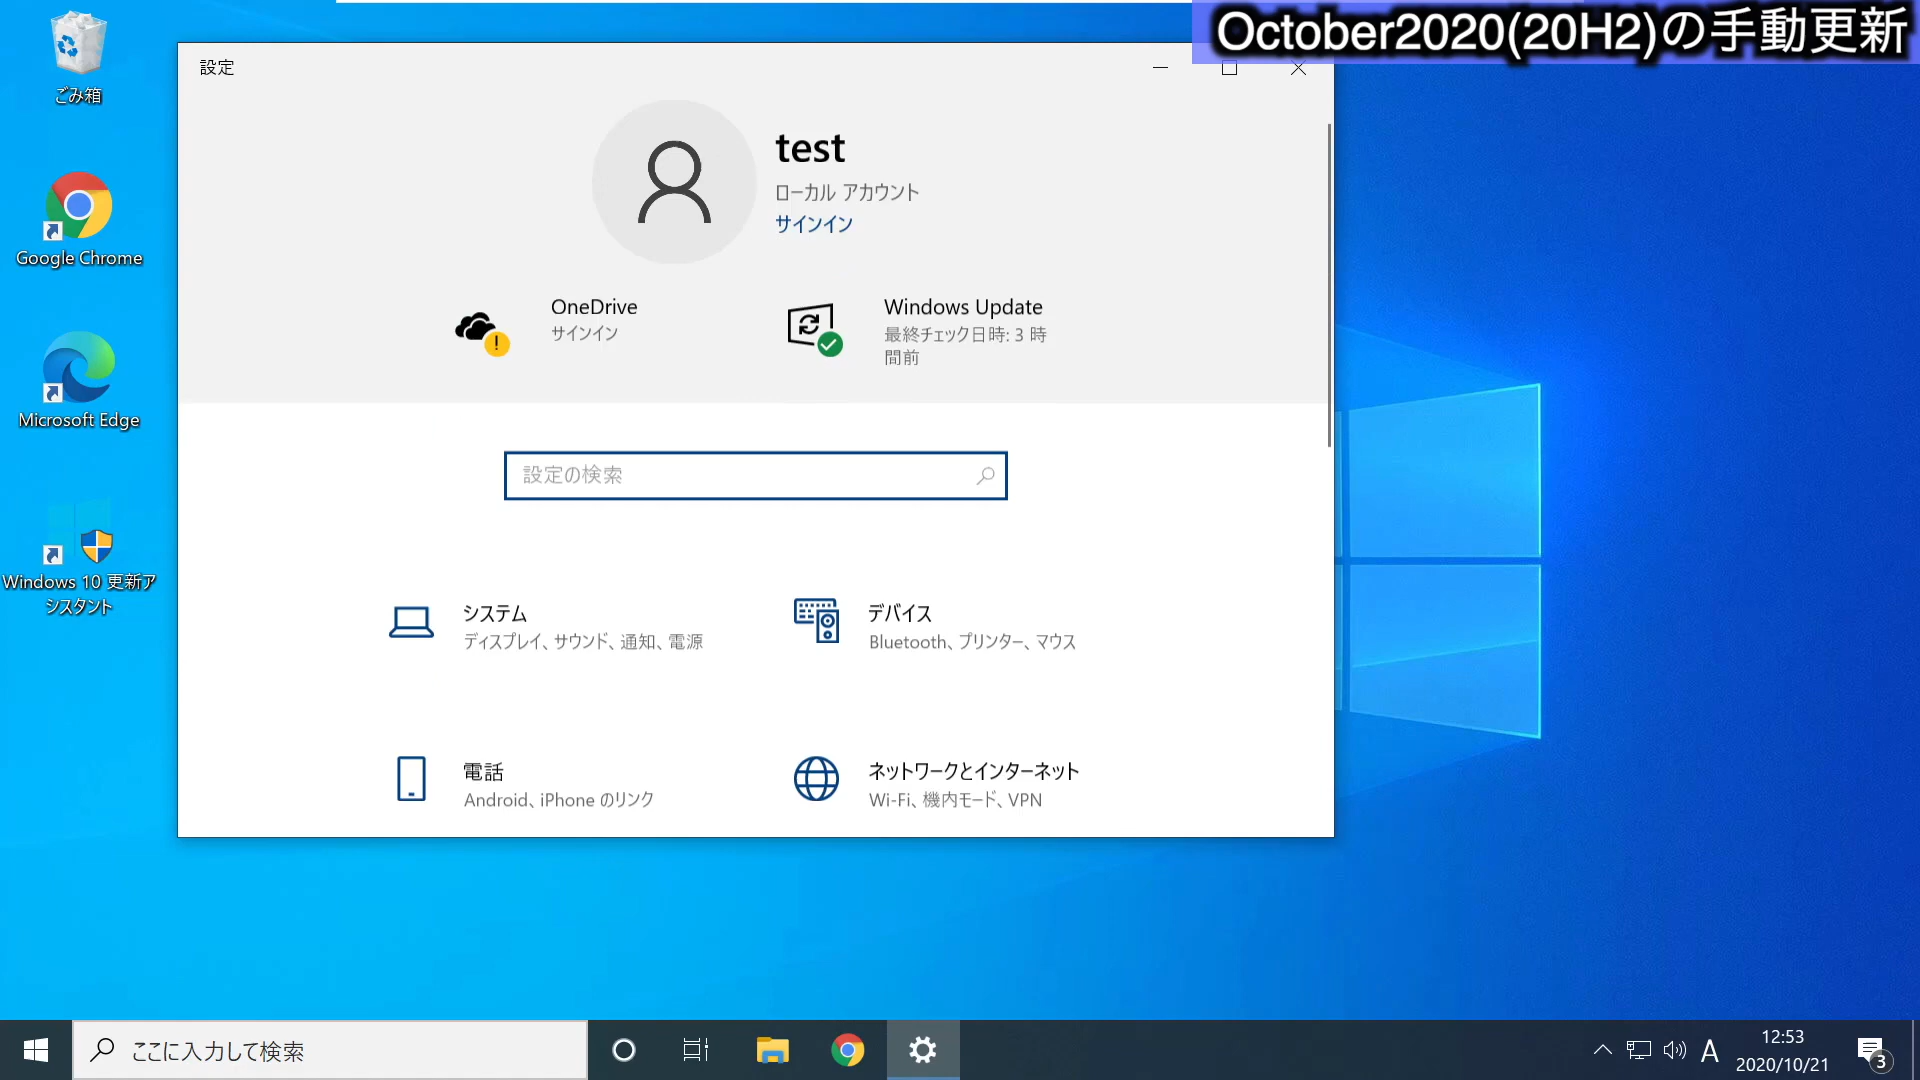 October2020(20H2)の手動更新
ごみ箱
Google Chrome
Microsoft Edge
Windows 10 更新ア
シスタント
設定
test
ローカル アカウント
サインイン
OneDrive
サインイン
Windows Update
最終チェック日時: 3 時
間前
設定の検索
システム
ディスプレイ、サウンド、通知、電源
デバイス
Bluetooth、プリンター、マウス
電話
Android、iPhone のリンク
ネットワークとインターネット
Wi-Fi、機内モード、VPN
ここに入力して検索
A
12:53
2020/10/21
3